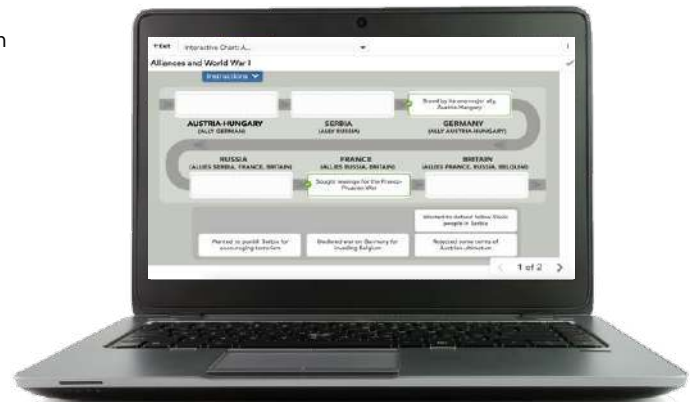 n
Exit
Interactive Chart: A...
Alliances and World War I
Instructions
Stood by its one major ally,
Austria-Hungary
AUSTRIA-HUNGARY
(ALLY GERMANY)
SERBIA
(ALLY RUSSIA)
GERMANY
(ALLY AUSTRIA-HUNGARY)
RUSSIA
(ALLIES SERBIA, FRANCE, BRITAIN)
FRANCE
(ALLIES RUSSIA, BRITAIN)
BRITAIN
(ALLIES FRANCE, RUSSIA, BELGIUM)
Sought revenge for the Franco-
Prussian War
Wanted to defend fellow Slavic
people in Serbia
Wanted to punish Serbia for
encouraging terrorism
Declared war on Germany for
invading Belgium
Rejected some terms of
Austria's ultimatum
1 of 2